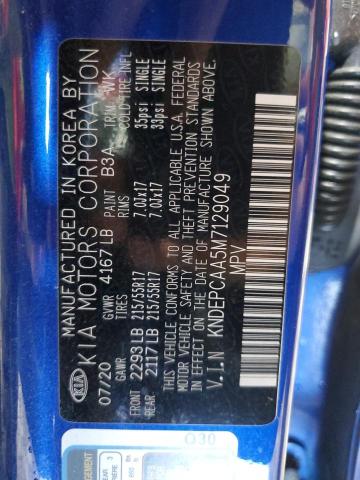 MANUFACTURED IN KOREA BY
KIA MOTORS CORPORATION
07/20 GVWR 4167LB PAINT B3A TRIM WK
GAWR TIRES COLD TIRE INFL
FRONT 2293LB 215/55R17 7.0Jx17 35psi SINGLE
REAR 2117LB 215/55R17 7.0Jx17 33psi SINGLE
THIS VEHICLE CONFORMS TO ALL APPLICABLE U.S.A. FEDERAL
MOTOR VEHICLE SAFETY AND THEFT PREVENTION STANDARDS
IN EFFECT ON THE DATE OF MANUFACTURE SHOWN ABOVE.
V.I.N KNDEPCAA5M7129049
MPV
KIA
Q30